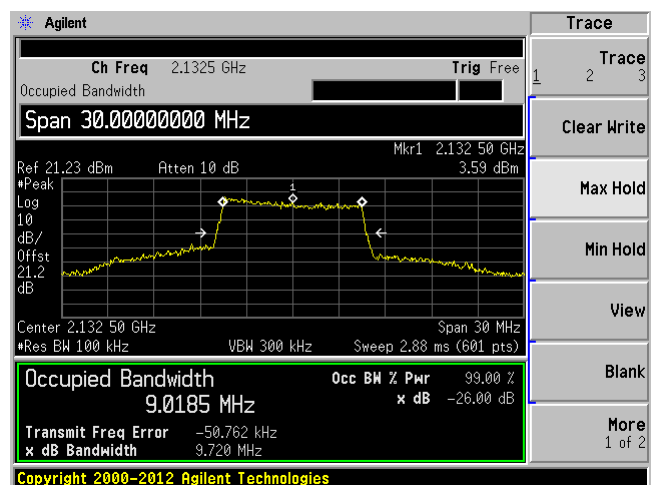 Agilent
Trace
Ch Freq 2.1325 GHz Trig Free
Occupied Bandwidth
Span 30.00000000 MHz
Mkr1 2.132 50 GHz
Ref 21.23 dBm Atten 10 dB 3.59 dBm
#Peak
Log
10
dB/
Offst
21.2
dB
1
Center 2.132 50 GHz Span 30 MHz
#Res BW 100 kHz VBW 300 kHz Sweep 2.88 ms (601 pts)
Occupied Bandwidth Occ BW % Pwr 99.00 %
9.0185 MHz x dB -26.00 dB
Transmit Freq Error -50.762 kHz
x dB Bandwidth 9.720 MHz
Copyright 2000-2012 Agilent Technologies
Trace
1 2 3
Clear Write
Max Hold
Min Hold
View
Blank
More
1 of 2